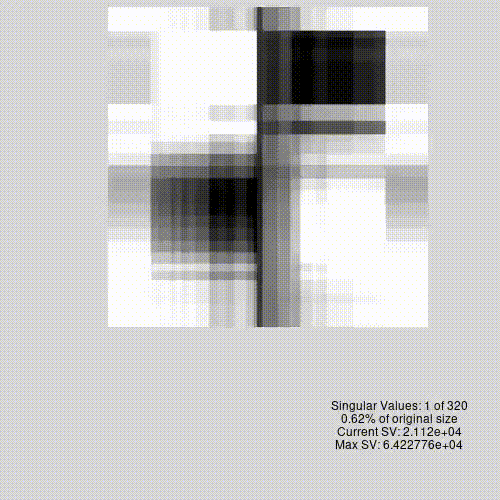 Singular Values: 1 of 320
0.62% of original size
Current SV: 2.112e+04
Max SV: 6.422776e+04